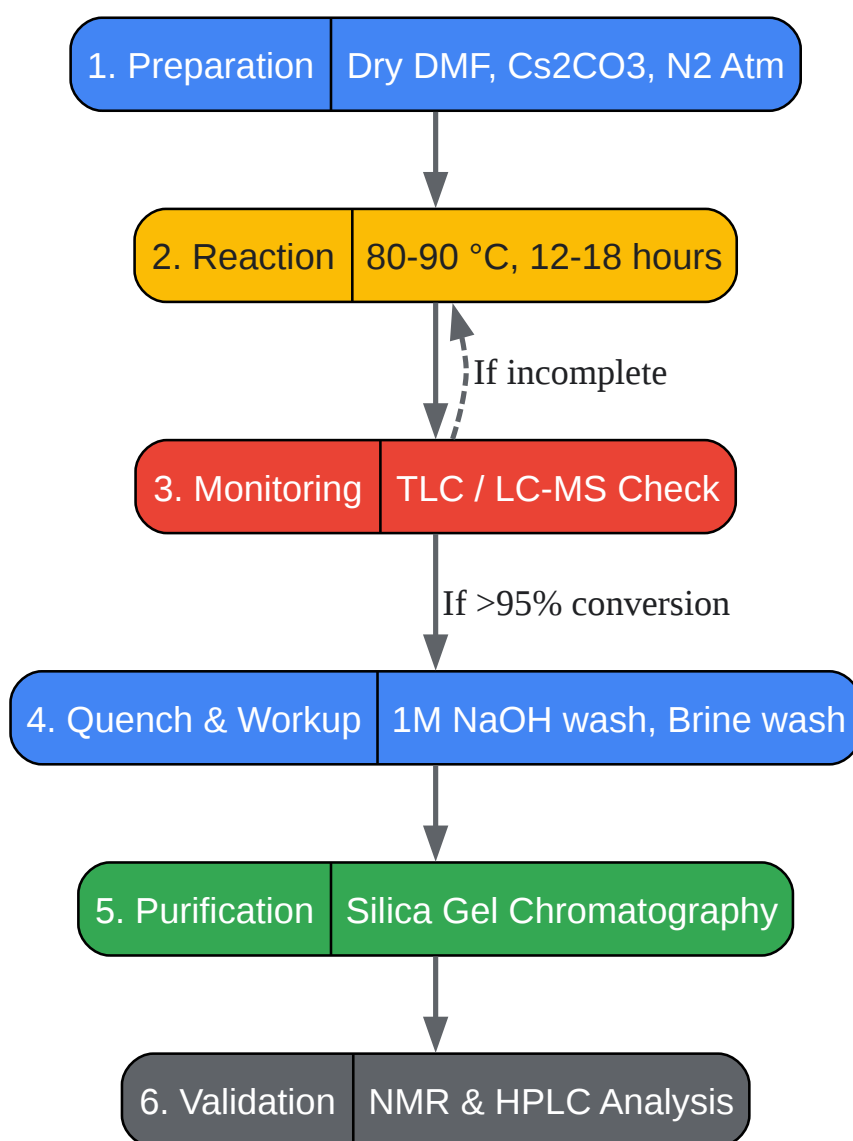 1. Preparation Dry DMF, Cs2CO3, N2 Atm
2. Reaction 80-90 °C, 12-18 hours
If incomplete
3. Monitoring TLC / LC-MS Check
If >95% conversion
4. Quench & Workup 1M NaOH wash, Brine wash
5. Purification Silica Gel Chromatography
6. Validation NMR & HPLC Analysis